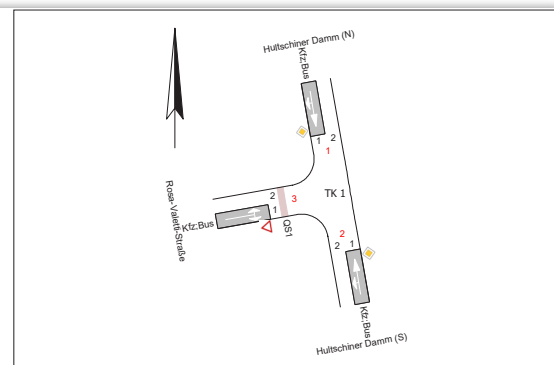 Hultschiner Damm (N)
Kfz;Bus
1 2
1
2
3
1
TK 1
Rosa-Valetti-Straße
Kfz;Bus
QS1
2
2 1
Kfz;Bus
Hultschiner Damm (S)